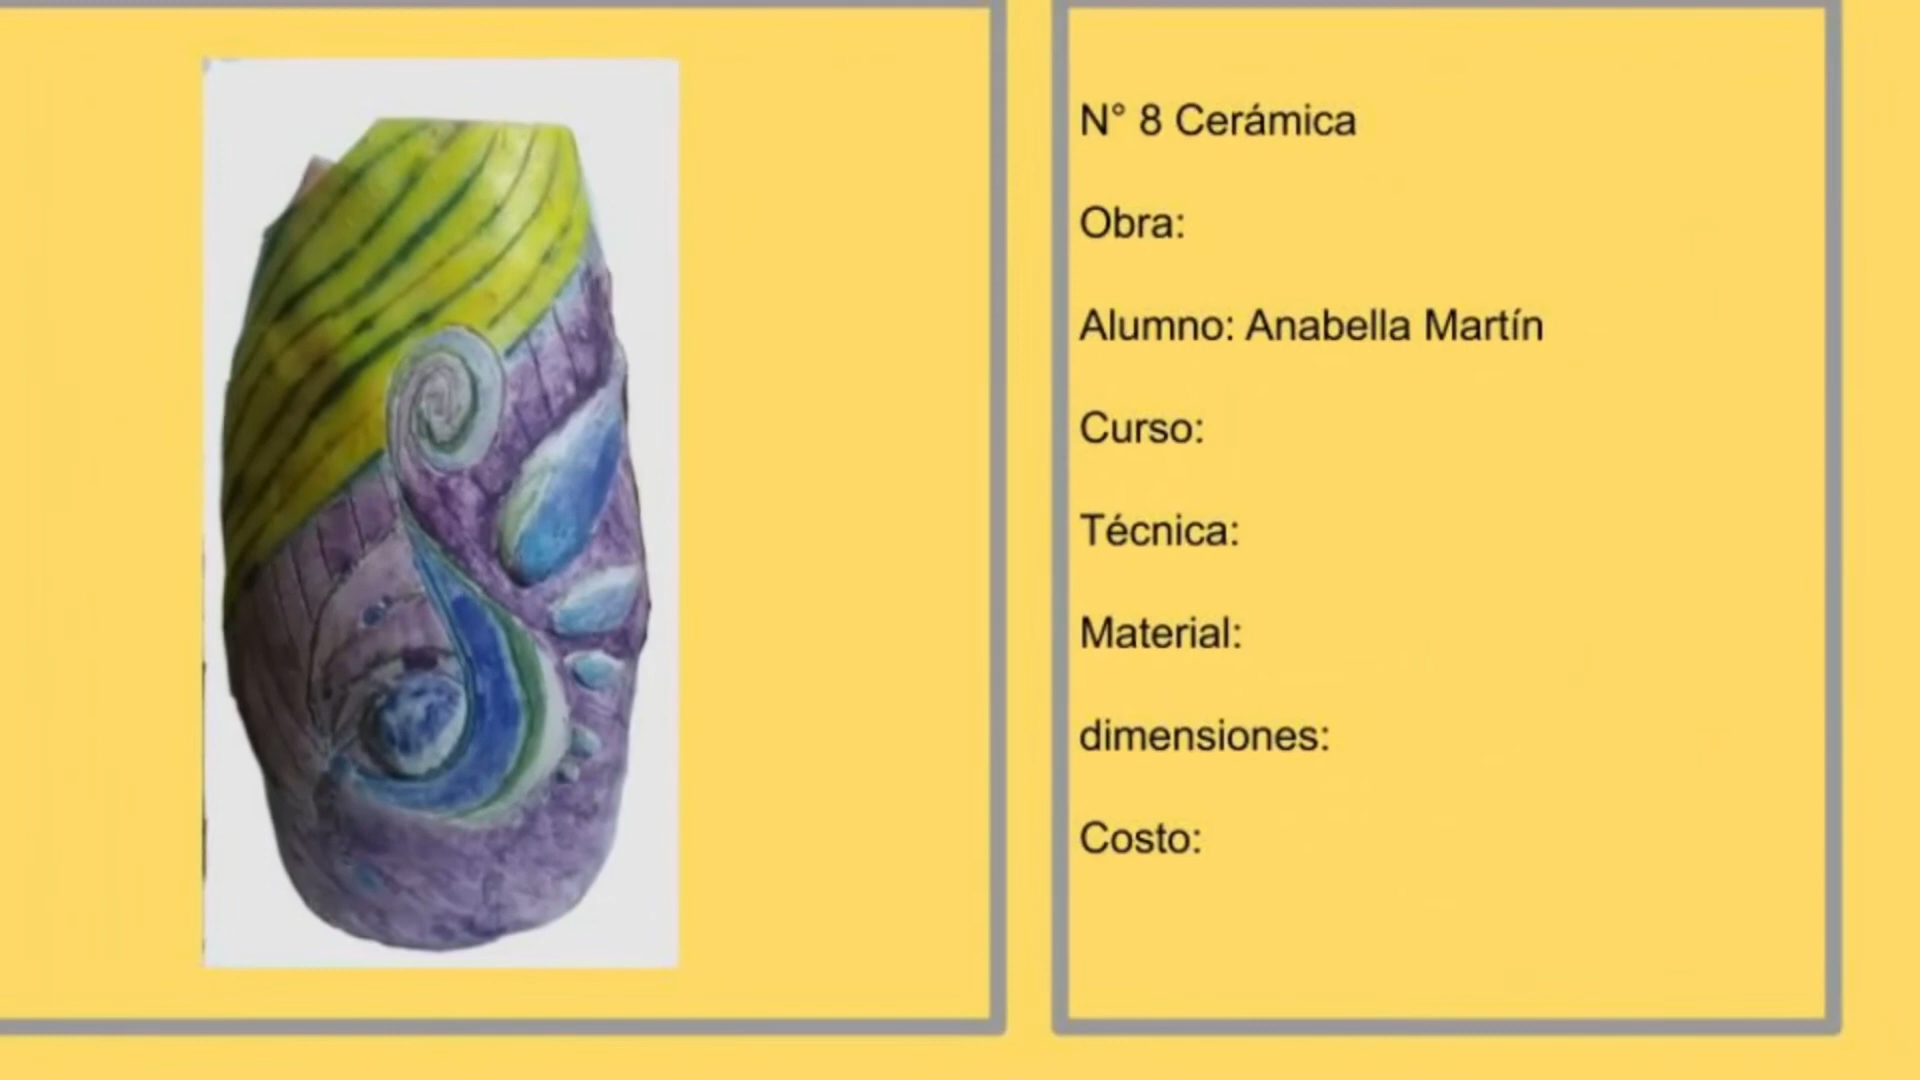 N° 8 Cerámica
Obra:
Alumno: Anabella Martín
Curso:
Técnica:
Material:
dimensiones:
Costo: